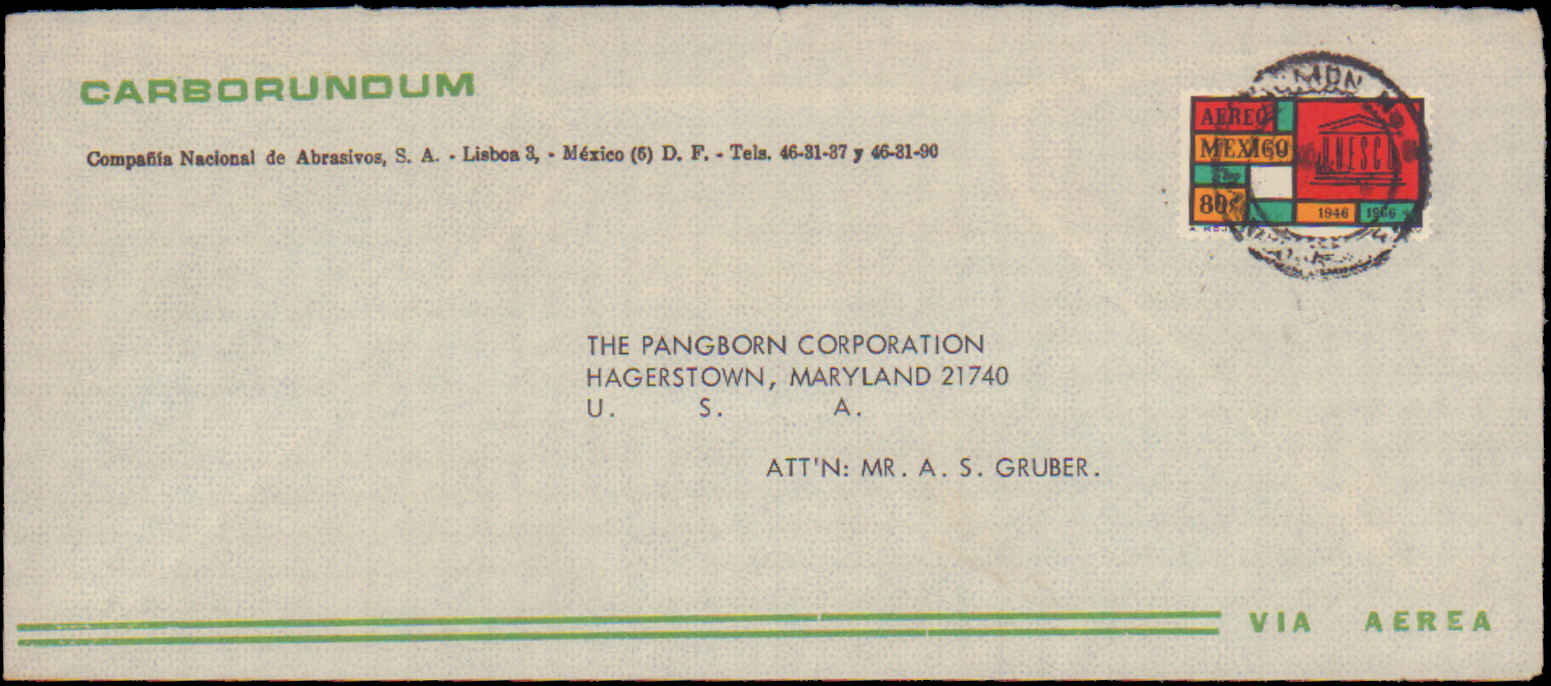 CARBORUNDUM
Compañía Nacional de Abrasivos, S. A. - Lisboa 3, - México (6) D. F. - Tels. 46-31-37 y 46-31-90
AEREO
MEXICO
UNESCO
80¢
1946 1966
THE PANGBORN CORPORATION
HAGERSTOWN, MARYLAND 21740
U. S. A.
ATT'N: MR. A. S. GRUBER.
VIA AEREA